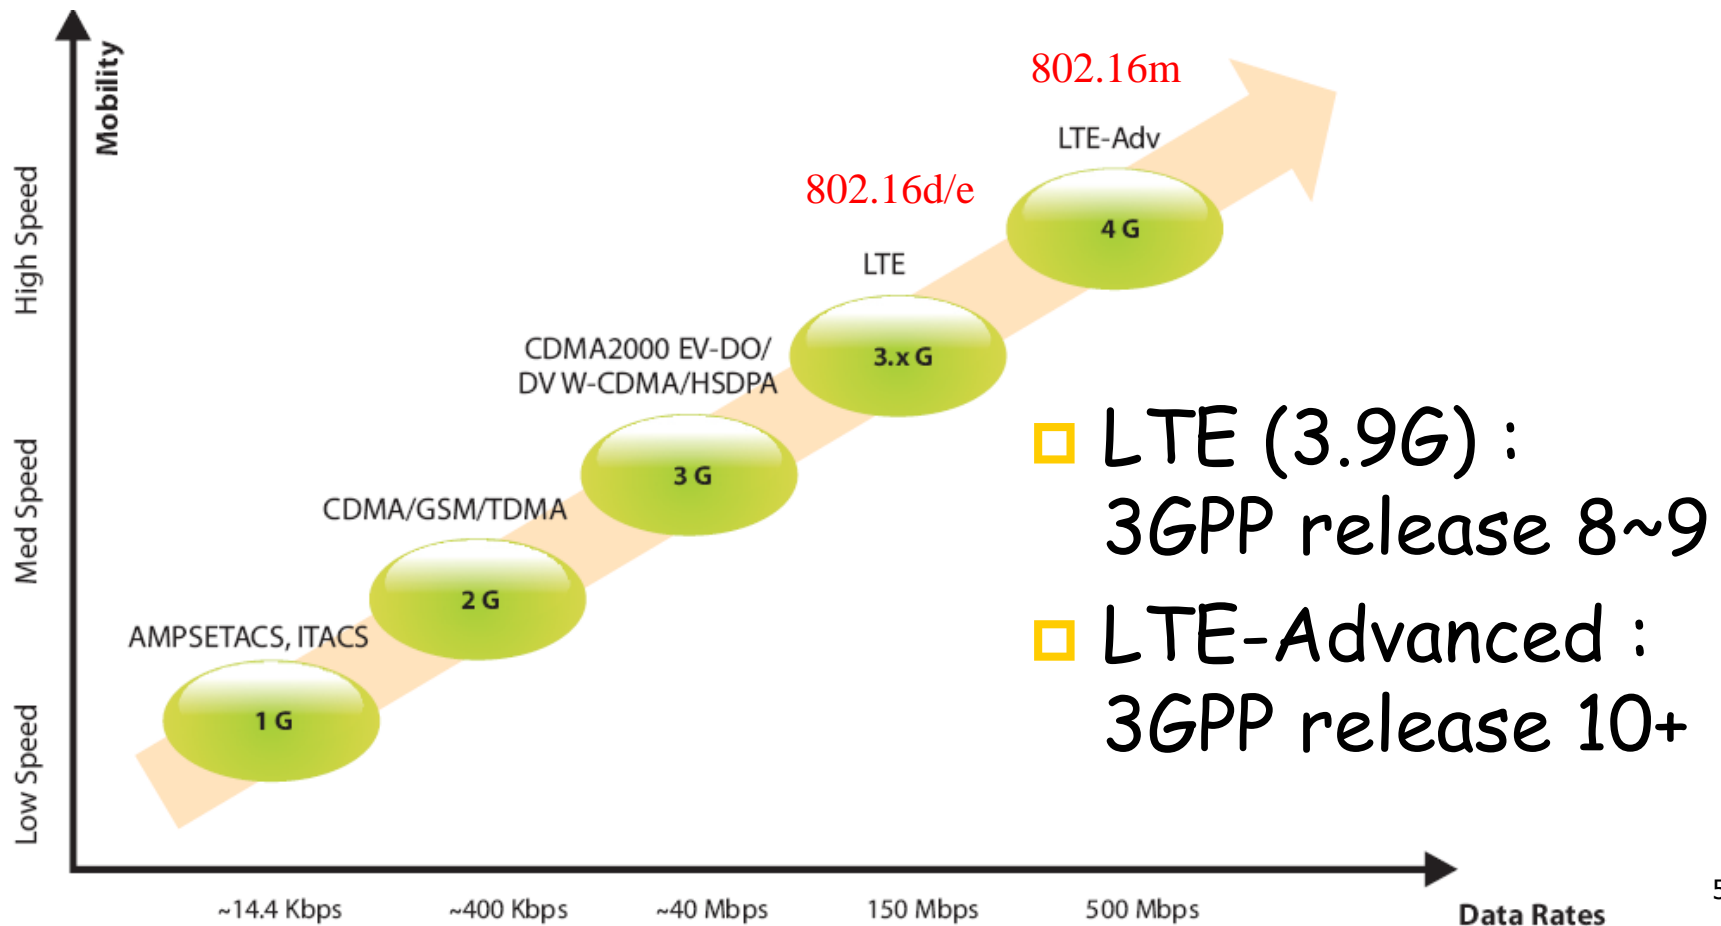 Mobility
High Speed
Med Speed
Low Speed
802.16m
LTE-Adv
4 G
802.16d/e
LTE
3.x G
CDMA2000 EV-DO/
DV W-CDMA/HSDPA
3 G
CDMA/GSM/TDMA
2 G
AMPSETACS, ITACS
1 G
LTE (3.9G) :
3GPP release 8~9
LTE-Advanced :
3GPP release 10+
~14.4 Kbps
~400 Kbps
~40 Mbps
150 Mbps
500 Mbps
Data Rates